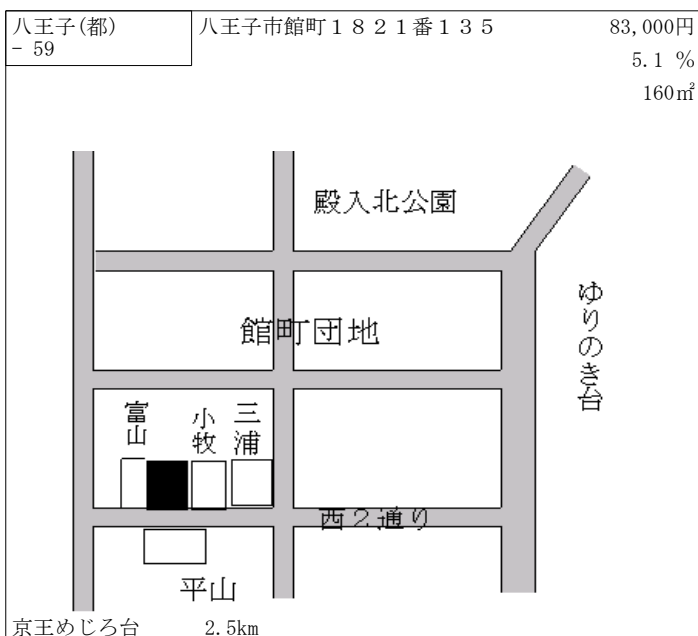 八王子(都)
- 59
八王子市館町１８２１番１３５
83,000円
5.1 %
160㎡
殿入北公園
ゆりのき台
館町団地
富山
小牧
三浦
西２通り
平山
京王めじろ台 2.5km